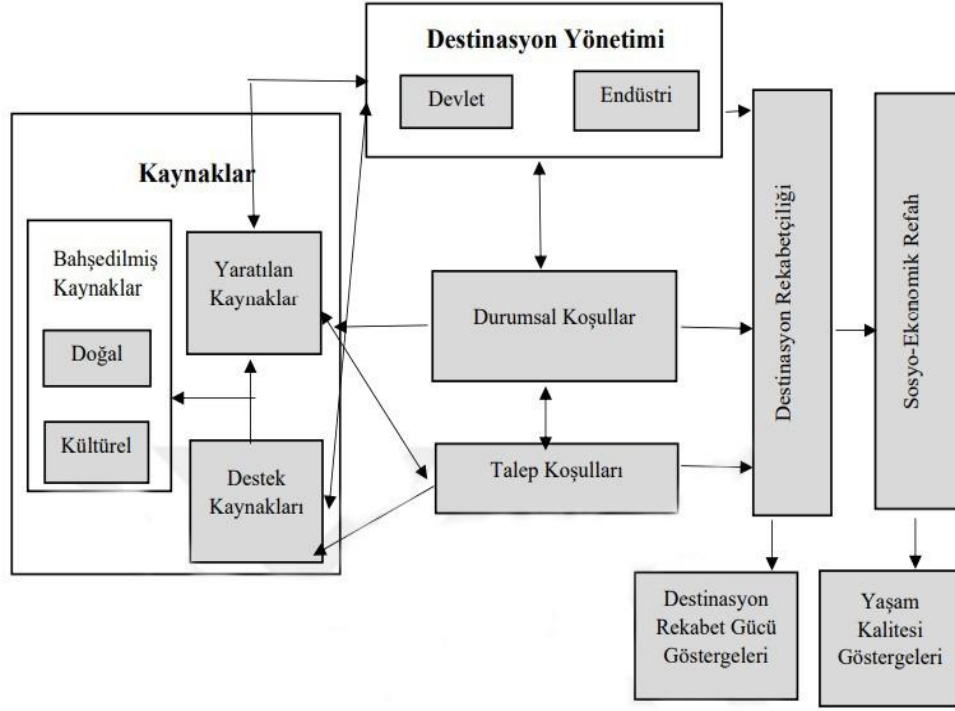 Destinasyon Yönetimi
Devlet
Endüstri
Kaynaklar
Bahşedilmiş
Kaynaklar
Doğal
Kültürel
Yaratılan
Kaynaklar
Destek
Kaynakları
Durumsal Koşullar
Talep Koşulları
Destinasyon Rekabetçiliği
Sosyo-Ekonomik Refah
Destinasyon
Rekabet Gücü
Göstergeleri
Yaşam
Kalitesi
Göstergeleri